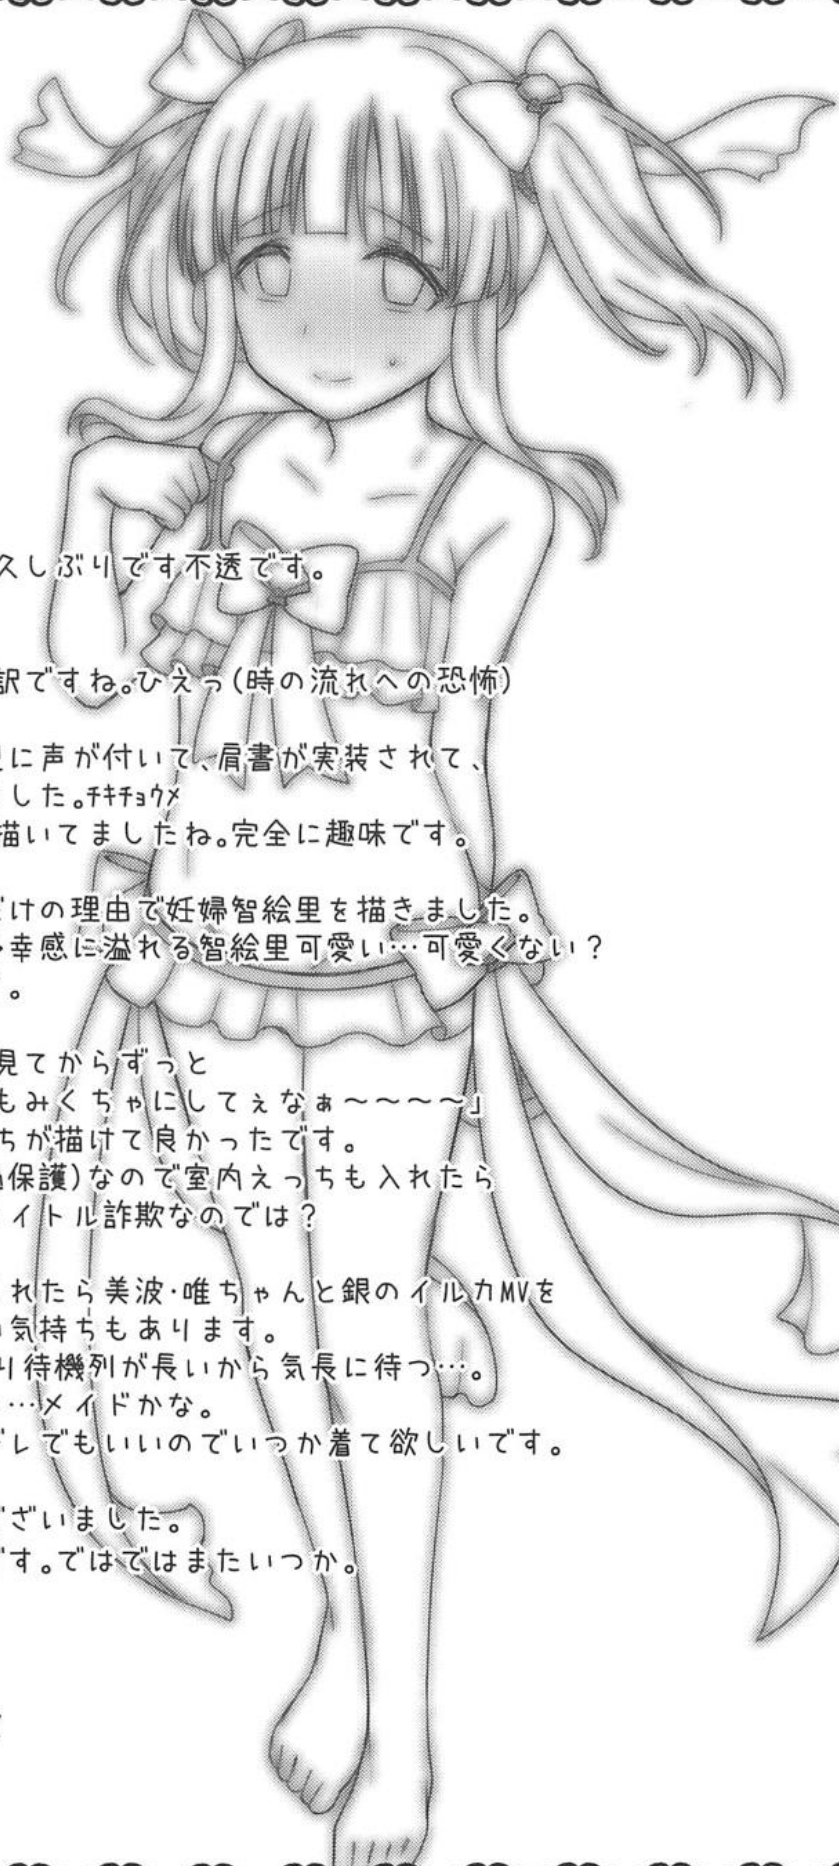 久しぶりです不透です。
訳ですね。ひえっ(時の流れへの恐怖)
に声が付いて、肩書が実装されて、
した。ﾁｷﾁｮｳﾒ
描いてましたね。完全に趣味です。
だけの理由で妊婦智絵里を描きました。
幸感に溢れる智絵里可愛い…可愛くない？
。
見てからずっと
もみくちゃにしてぇなぁ～～～～」
ちが描けて良かったです。
保護)なので室内えっちも入れたら
イトル詐欺なのでは？
れたら美波・唯ちゃんと銀のイルカMVを
気持ちもあります。
り待機列が長いから気長に待つ…。
…メイドかな。
ドレでもいいのでいつか着て欲しいです。
ございました。
です。ではではまたいつか。